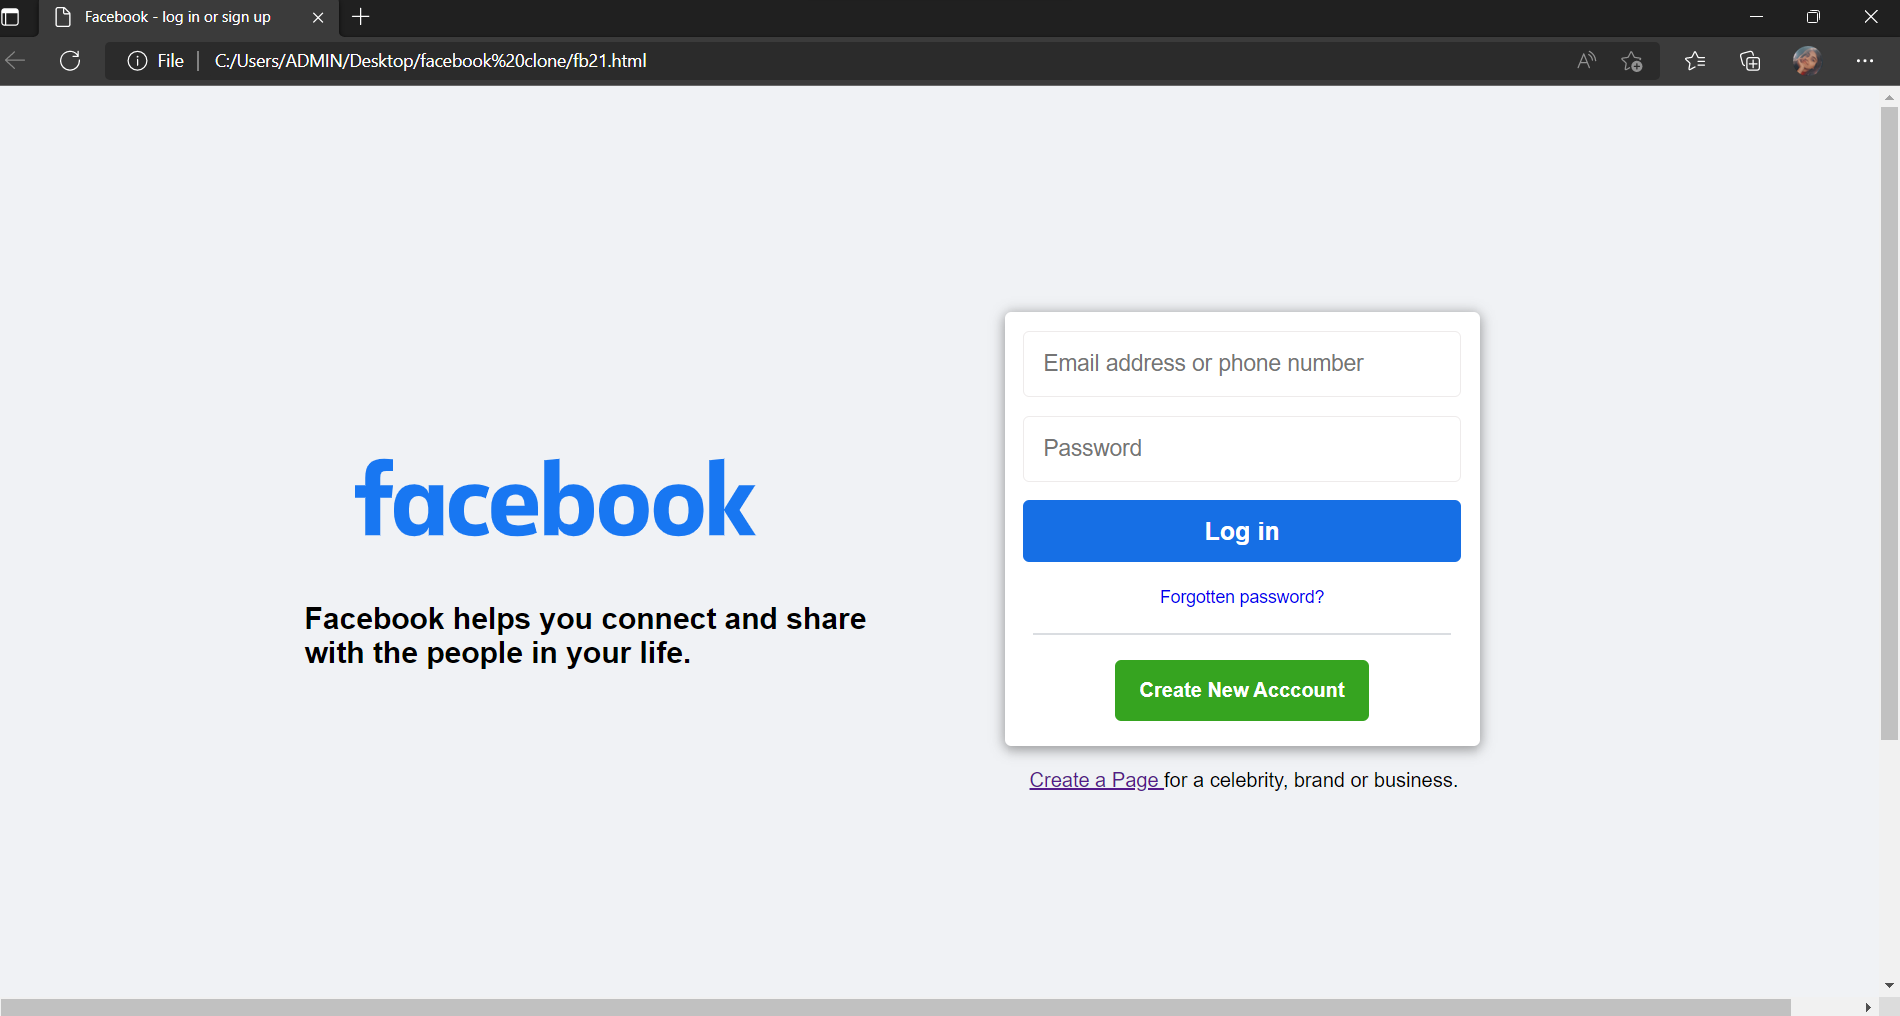 Facebook - log in or sign up
File C:/Users/ADMIN/Desktop/facebook%20clone/fb21.html
facebook
Facebook helps you connect and share
with the people in your life.
Email address or phone number
Password
Log in
Forgotten password?
Create New Acccount
Create a Page for a celebrity, brand or business.